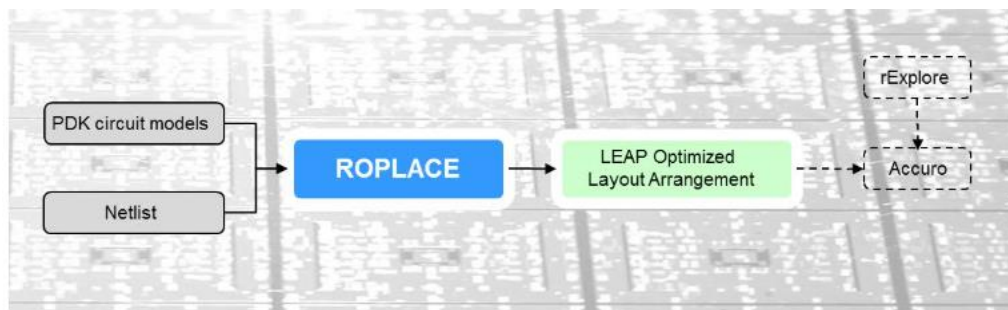 PDK circuit models
Netlist
ROPLACE
LEAP Optimized
Layout Arrangement
rExplore
Accuro